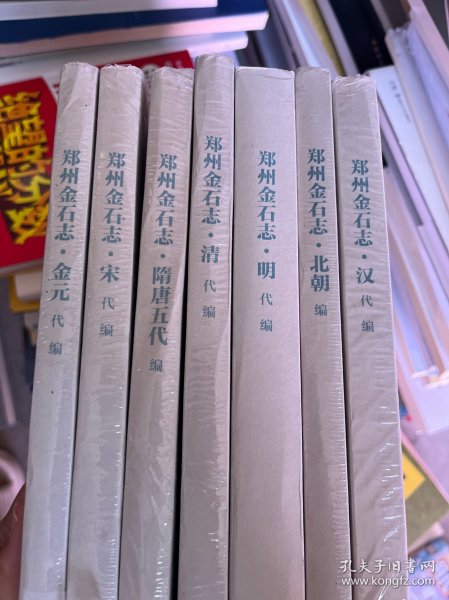 郑州金石志·金元代编
郑州金石志·宋代编
郑州金石志·隋唐五代编
郑州金石志·清代编
郑州金石志·明代编
郑州金石志·北朝编
郑州金石志·汉代编
孔夫子旧书网
www.kongfz.com